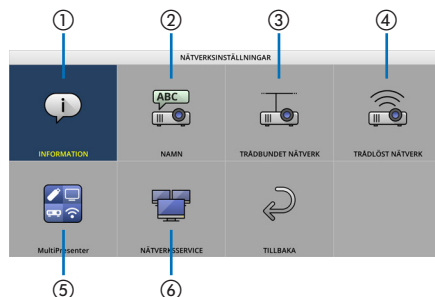 ① ② ③ ④
NÄTVERKSINSTÄLLNINGAR
ABC
INFORMATION NAMN TRÅDBUNDET NÄTVERK TRÅDLÖST NÄTVERK
MultiPresenter NÄTVERKSSERVICE TILLBAKA
⑤ ⑥